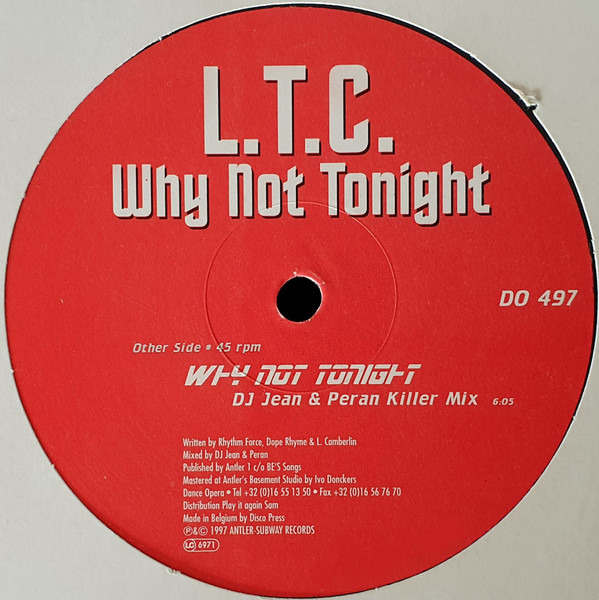 L.T.C.
Why Not Tonight
DO 497
Other Side • 45 rpm
WHY NOT TONIGHT
DJ Jean & Peran Killer Mix 6:05
Written by Rhythm Force, Dope Rhyme & L. Camberlin
Mixed by DJ Jean & Peran
Published by Antler 1 c/o BE'S Songs
Mastered at Antler's Basement Studio by Ivo Donckers
Dance Opera • Tel +32 (0)16 55 13 50 • Fax +32 (0)16 56 76 70
Distribution Play it again Sam
Made in Belgium by Disco Press
℗&© 1997 ANTLER-SUBWAY RECORDS
LC 6971